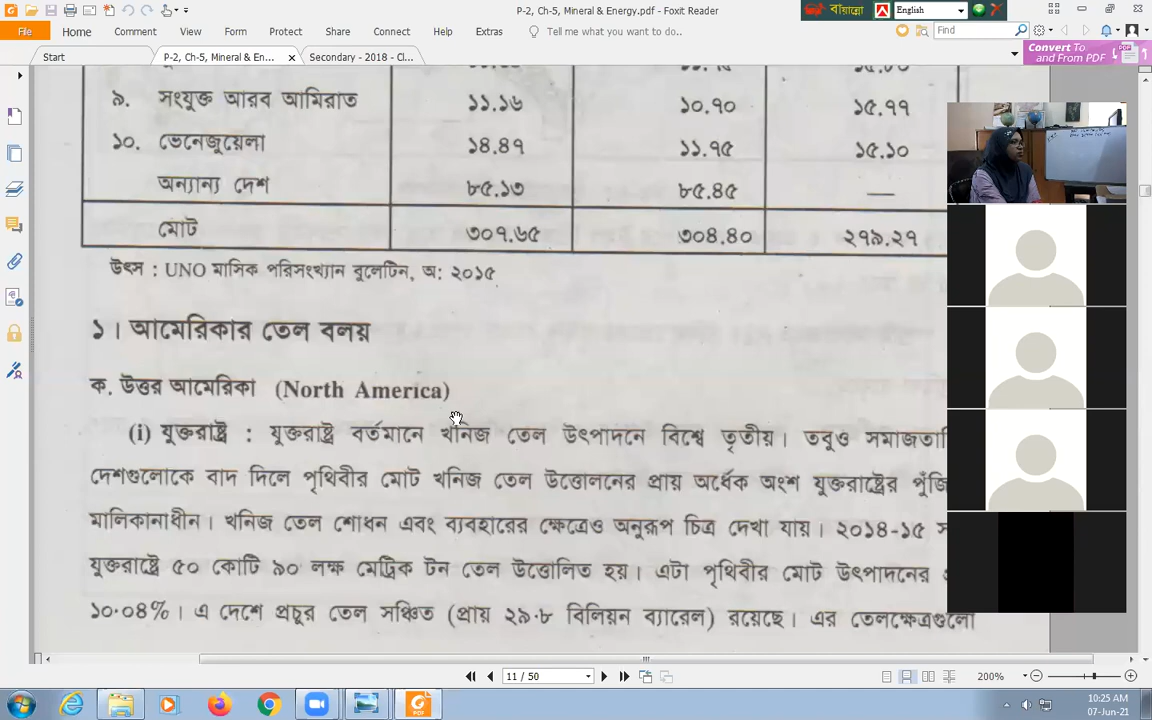 P-2, Ch-5, Mineral & Energy.pdf - Foxit Reader
বাংলা
English
File Home Comment View Form Protect Share Connect Help Extras Tell me what you want to do.. Find
Start P-2, Ch-5, Mineral & En... Secondary - 2018 - Cl...
Convert To
and From PDF
৯. সংযুক্ত আরব আমিরাত ১১.১৬ ১০.৭০ ১৫.৭৭
১০. ভেনেজুয়েলা ১৪.৪৭ ১১.৭৫ ১৫.১০
অন্যান্য দেশ ৮৫.১৩ ৮৫.৪৫ —
মোট ৩০৭.৬৫ ৩০৪.৪০ ২৭৯.২৭
উৎস : UNO মাসিক পরিসংখ্যান বুলেটিন, অ: ২০১৫
১। আমেরিকার তেল বলয়
ক. উত্তর আমেরিকা (North America)
(i) যুক্তরাষ্ট্র : যুক্তরাষ্ট্র বর্তমানে খনিজ তেল উৎপাদনে বিশ্বে তৃতীয়। তবুও সমাজতা
দেশগুলোকে বাদ দিলে পৃথিবীর মোট খনিজ তেল উত্তোলনের প্রায় অর্ধেক অংশ যুক্তরাষ্ট্রের পুঁজি
মালিকানাধীন। খনিজ তেল শোধন এবং ব্যবহারের ক্ষেত্রেও অনুরূপ চিত্র দেখা যায়। ২০১৪-১৫ স
যুক্তরাষ্ট্রে ৫০ কোটি ৯০ লক্ষ মেট্রিক টন তেল উত্তোলিত হয়। এটা পৃথিবীর মোট উৎপাদনের
১০.০৪%। এ দেশে প্রচুর তেল সঞ্চিত (প্রায় ২৯.৮ বিলিয়ন ব্যারেল) রয়েছে। এর তেলক্ষেত্রগুলো
11 / 50
200%
10:25 AM
07-Jun-21